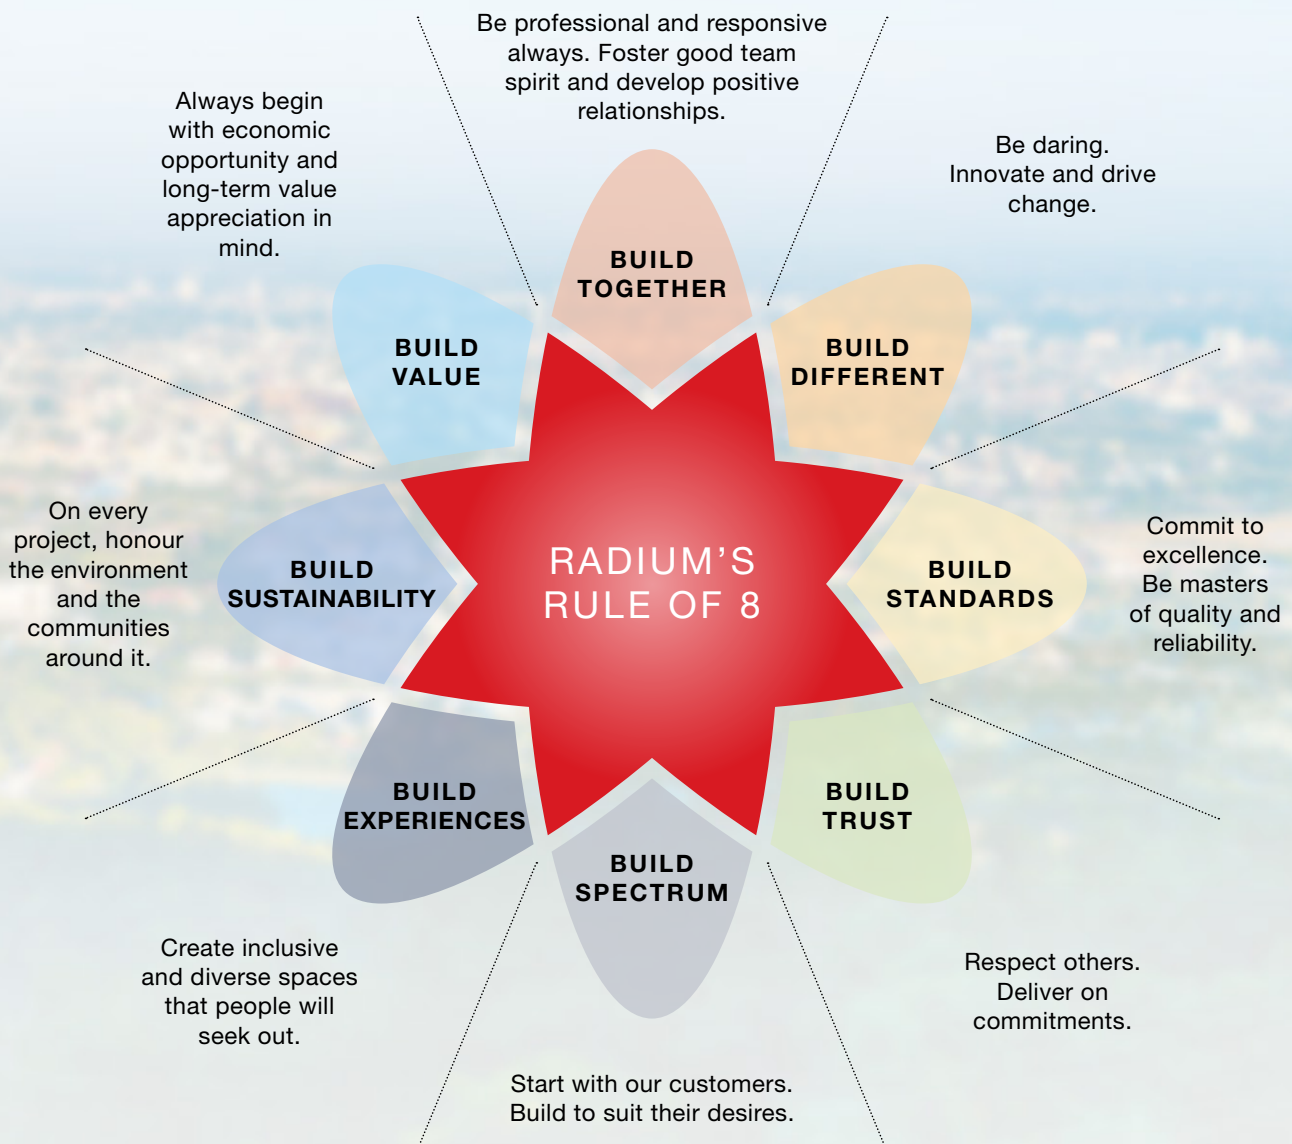 Be professional and responsive
always. Foster good team
spirit and develop positive
relationships.
Always begin
with economic
opportunity and
long-term value
appreciation in
mind.
Be daring.
Innovate and drive
change.
BUILD
TOGETHER
BUILD
VALUE
BUILD
DIFFERENT
On every
project, honour
the environment
and the
communities
around it.
BUILD
SUSTAINABILITY
RADIUM'S
RULE OF 8
BUILD
STANDARDS
Commit to
excellence.
Be masters
of quality and
reliability.
BUILD
EXPERIENCES
BUILD
SPECTRUM
BUILD
TRUST
Create inclusive
and diverse spaces
that people will
seek out.
Start with our customers.
Build to suit their desires.
Respect others.
Deliver on
commitments.